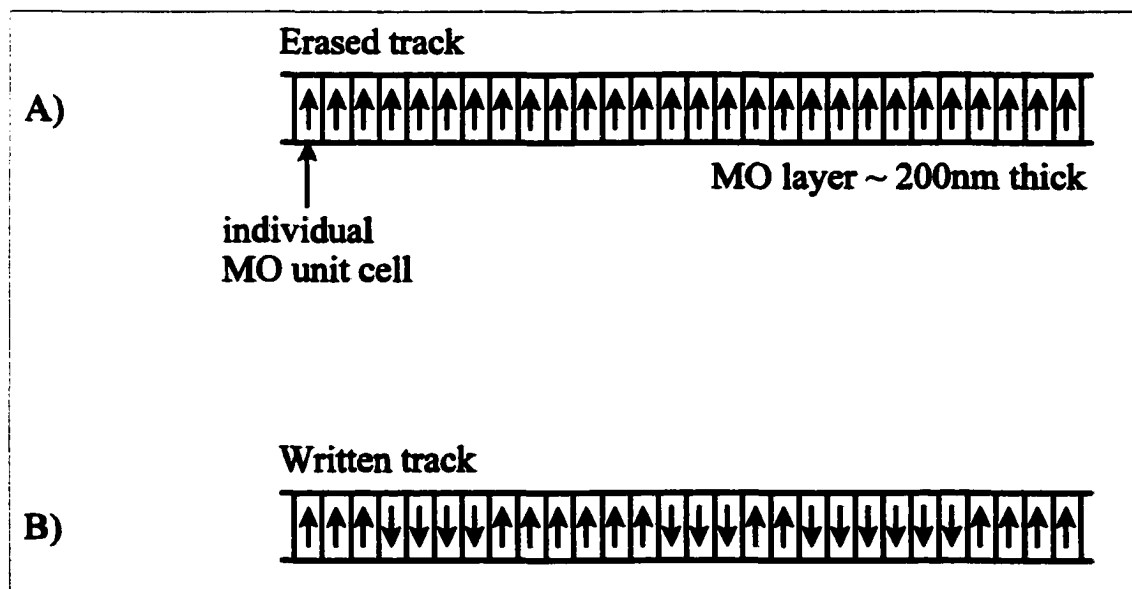 Erased track
A)
individual
MO unit cell
MO layer ~ 200nm thick
Written track
B)